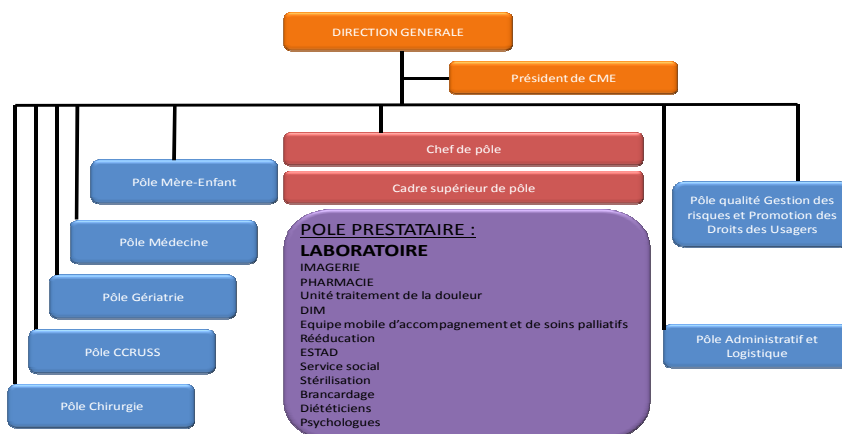 DIRECTION GENERALE
Président de CME
Chef de pôle
Cadre supérieur de pôle
Pôle Mère-Enfant
Pôle Médecine
Pôle Gériatrie
Pôle CCRUSS
Pôle Chirurgie
POLE PRESTATAIRE :
LABORATOIRE
IMAGERIE
PHARMACIE
Unité traitement de la douleur
DIM
Equipe mobile d'accompagnement et de soins palliatifs
Rééducation
ESTAD
Service social
Stérilisation
Brancardage
Diététiciens
Psychologues
Pôle qualité Gestion des
risques et Promotion des
Droits des Usagers
Pôle Administratif et
Logistique